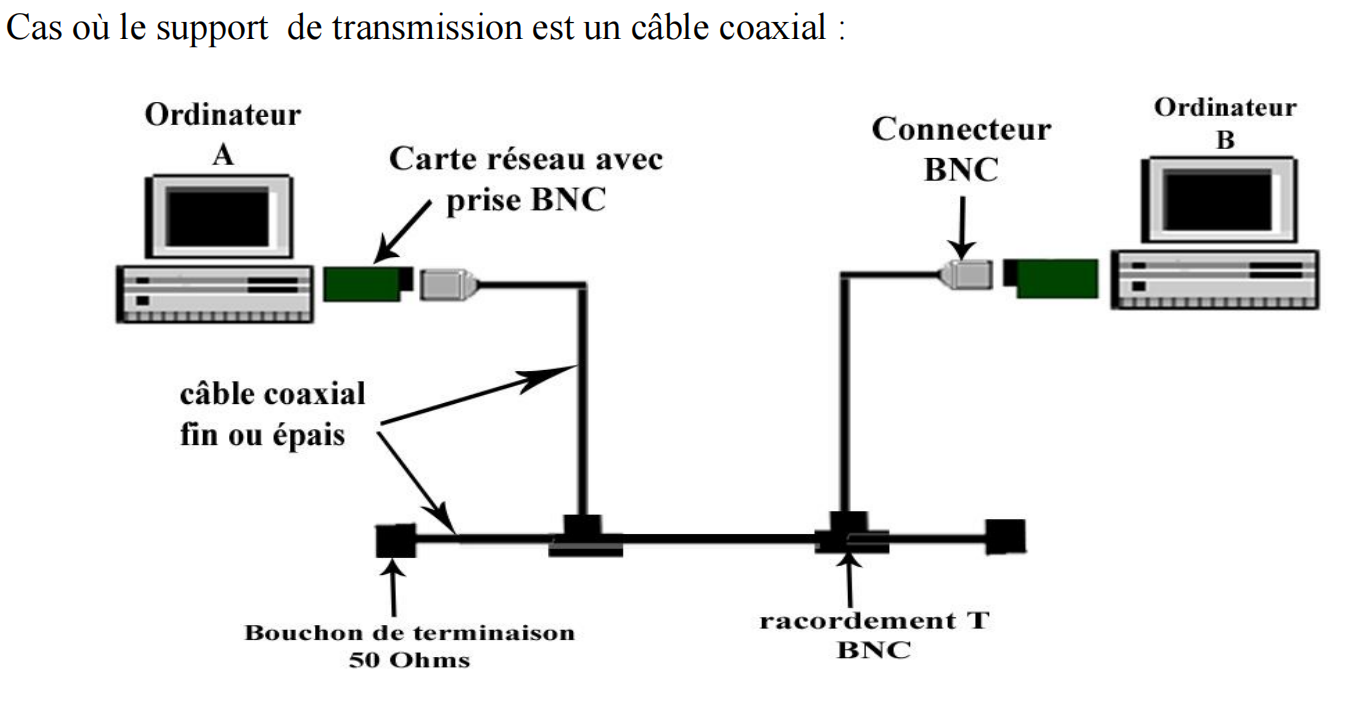 Cas où le support de transmission est un câble coaxial :
Ordinateur
A
Carte réseau avec
prise BNC
Connecteur
BNC
Ordinateur
B
câble coaxial
fin ou épais
Bouchon de terminaison
50 Ohms
racordement T
BNC